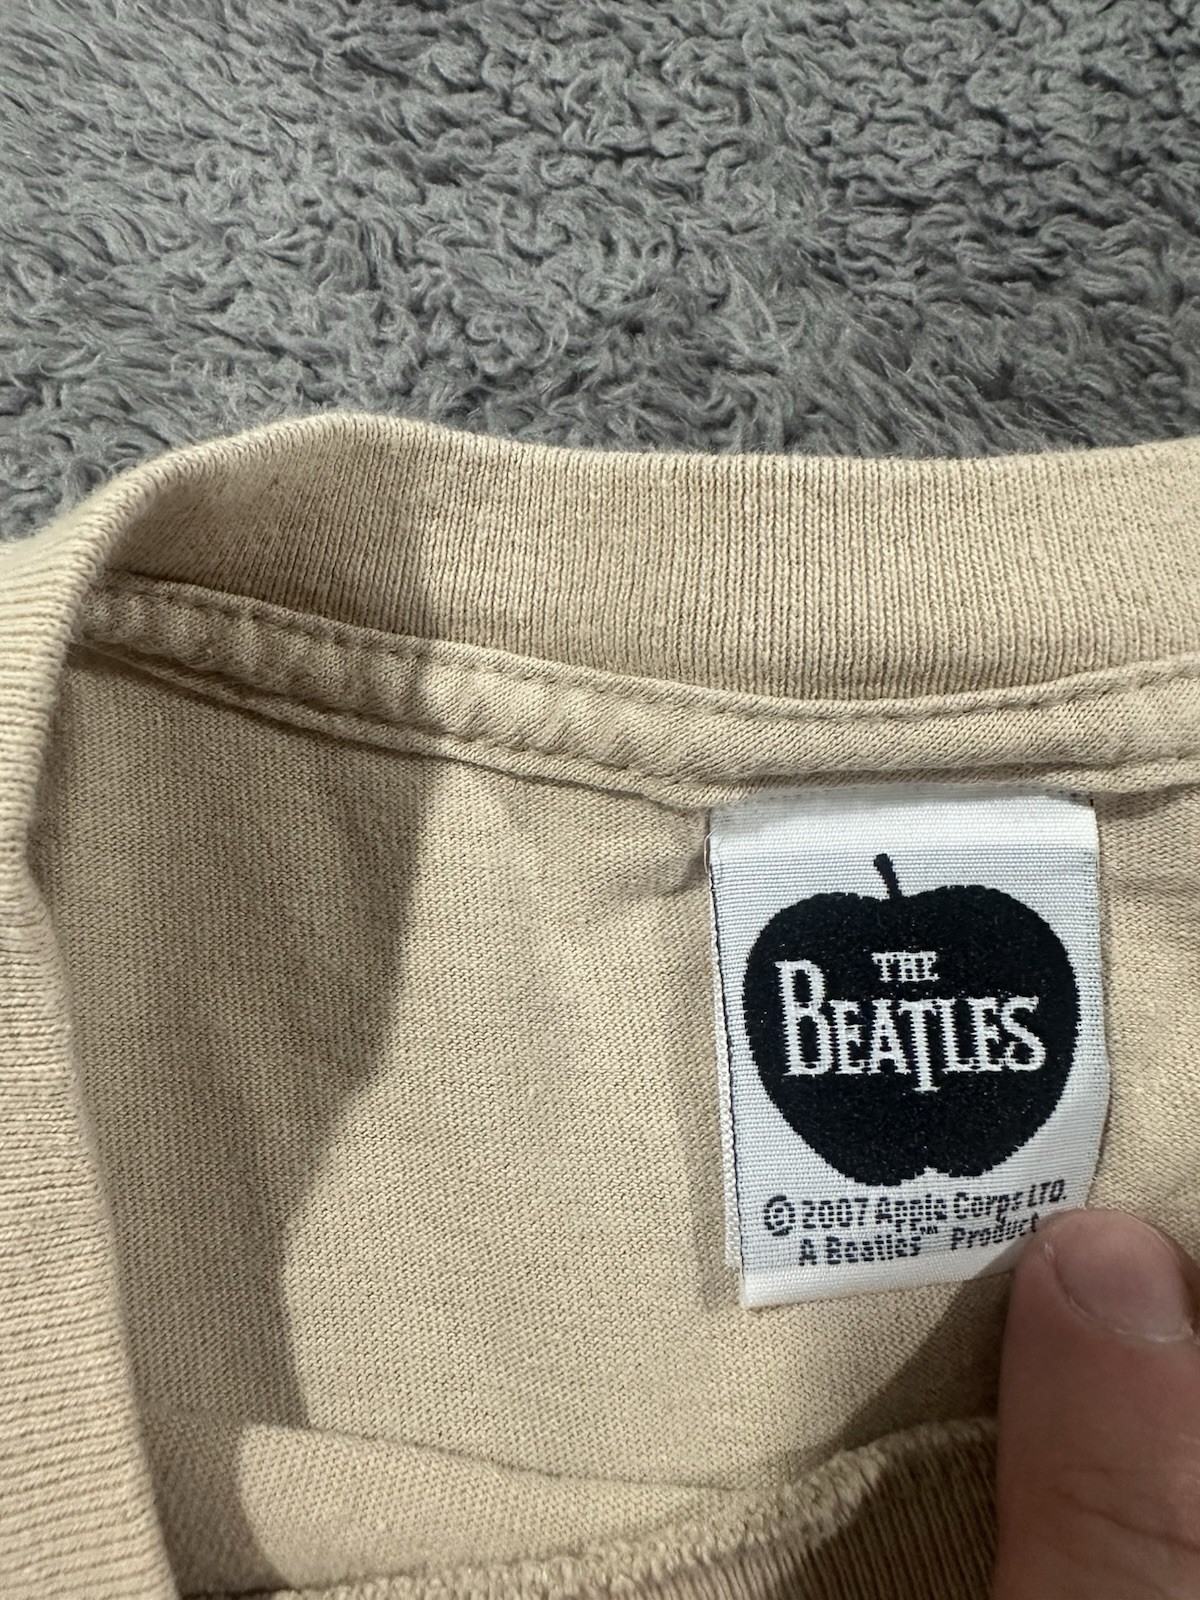 THE
BEATLES
© 2007 Apple Corps LTD.
A Beatles™ Product